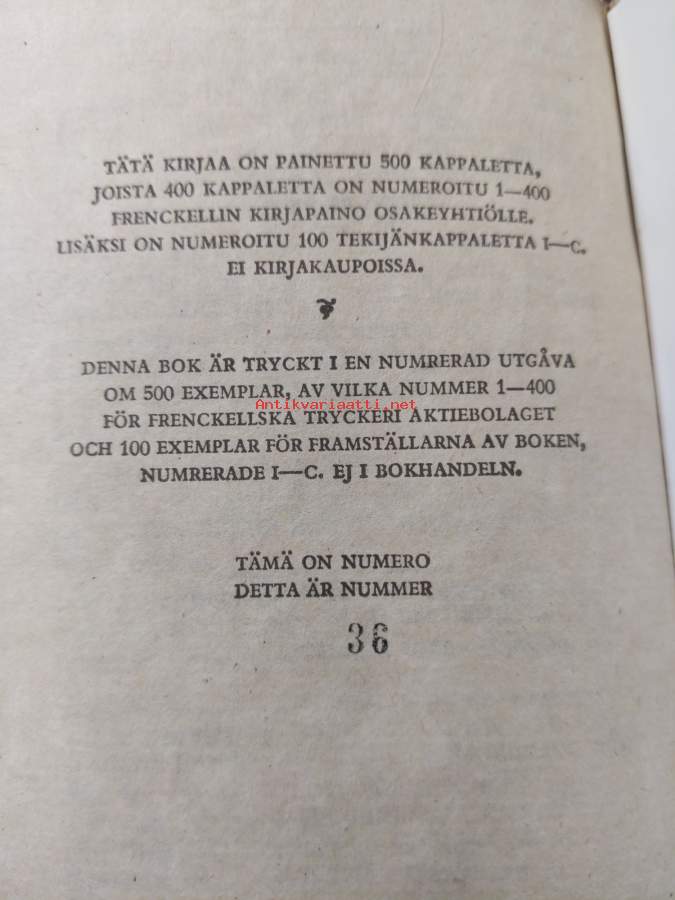 TÄTÄ KIRJAA ON PAINETTU 500 KAPPALETTA,
JOISTA 400 KAPPALETTA ON NUMEROITU 1—400
FRENCKELLIN KIRJAPAINO OSAKEYHTIÖLLE.
LISÄKSI ON NUMEROITU 100 TEKIJÄNKAPPALETTA I—C.
EI KIRJAKAUPOISSA.
DENNA BOK ÄR TRYCKT I EN NUMRERAD UTGÅVA
OM 500 EXEMPLAR, AV VILKA NUMMER 1—400
Antikvariaatti.net
FÖR FRENCKELLSKA TRYCKERI AKTIEBOLAGET
OCH 100 EXEMPLAR FÖR FRAMSTÄLLARNA AV BOKEN,
NUMRERADE I—C. EJ I BOKHANDELN.
TÄMÄ ON NUMERO
DETTA ÄR NUMMER
36